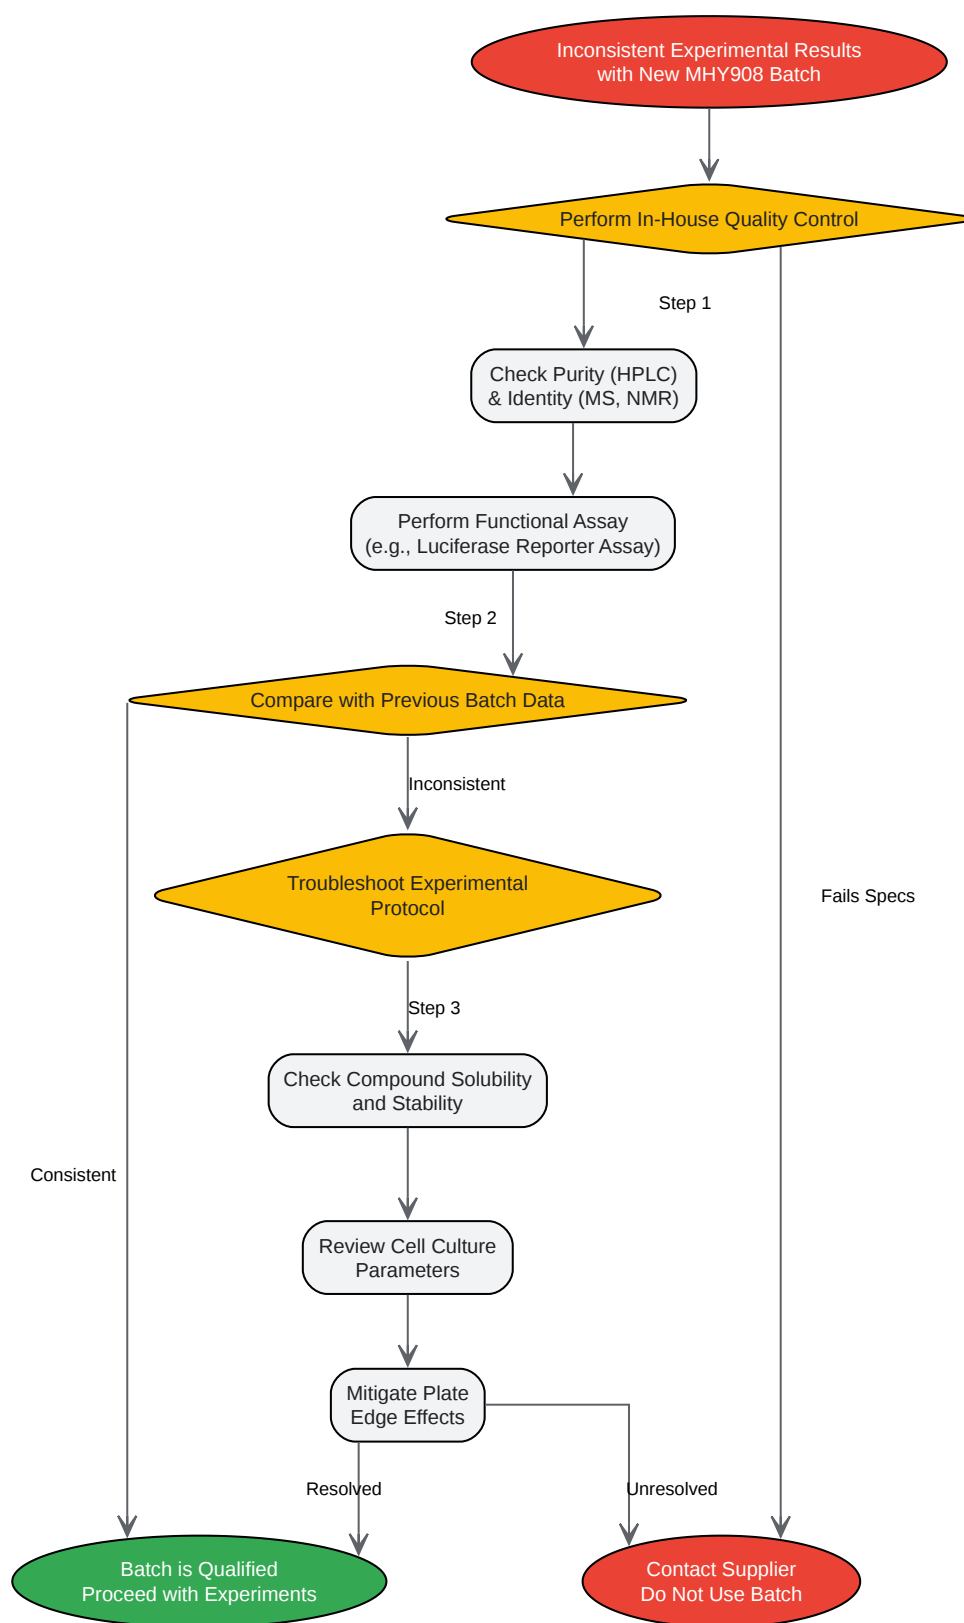 Inconsistent Experimental Results
with New MHY908 Batch
Perform In-House Quality Control
Step 1
Check Purity (HPLC)
& Identity (MS, NMR)
Perform Functional Assay
(e.g., Luciferase Reporter Assay)
Step 2
Compare with Previous Batch Data
Inconsistent
Troubleshoot Experimental
Protocol
Fails Specs
Step 3
Check Compound Solubility
and Stability
Consistent
Review Cell Culture
Parameters
Mitigate Plate
Edge Effects
Resolved
Unresolved
Batch is Qualified
Proceed with Experiments
Contact Supplier
Do Not Use Batch